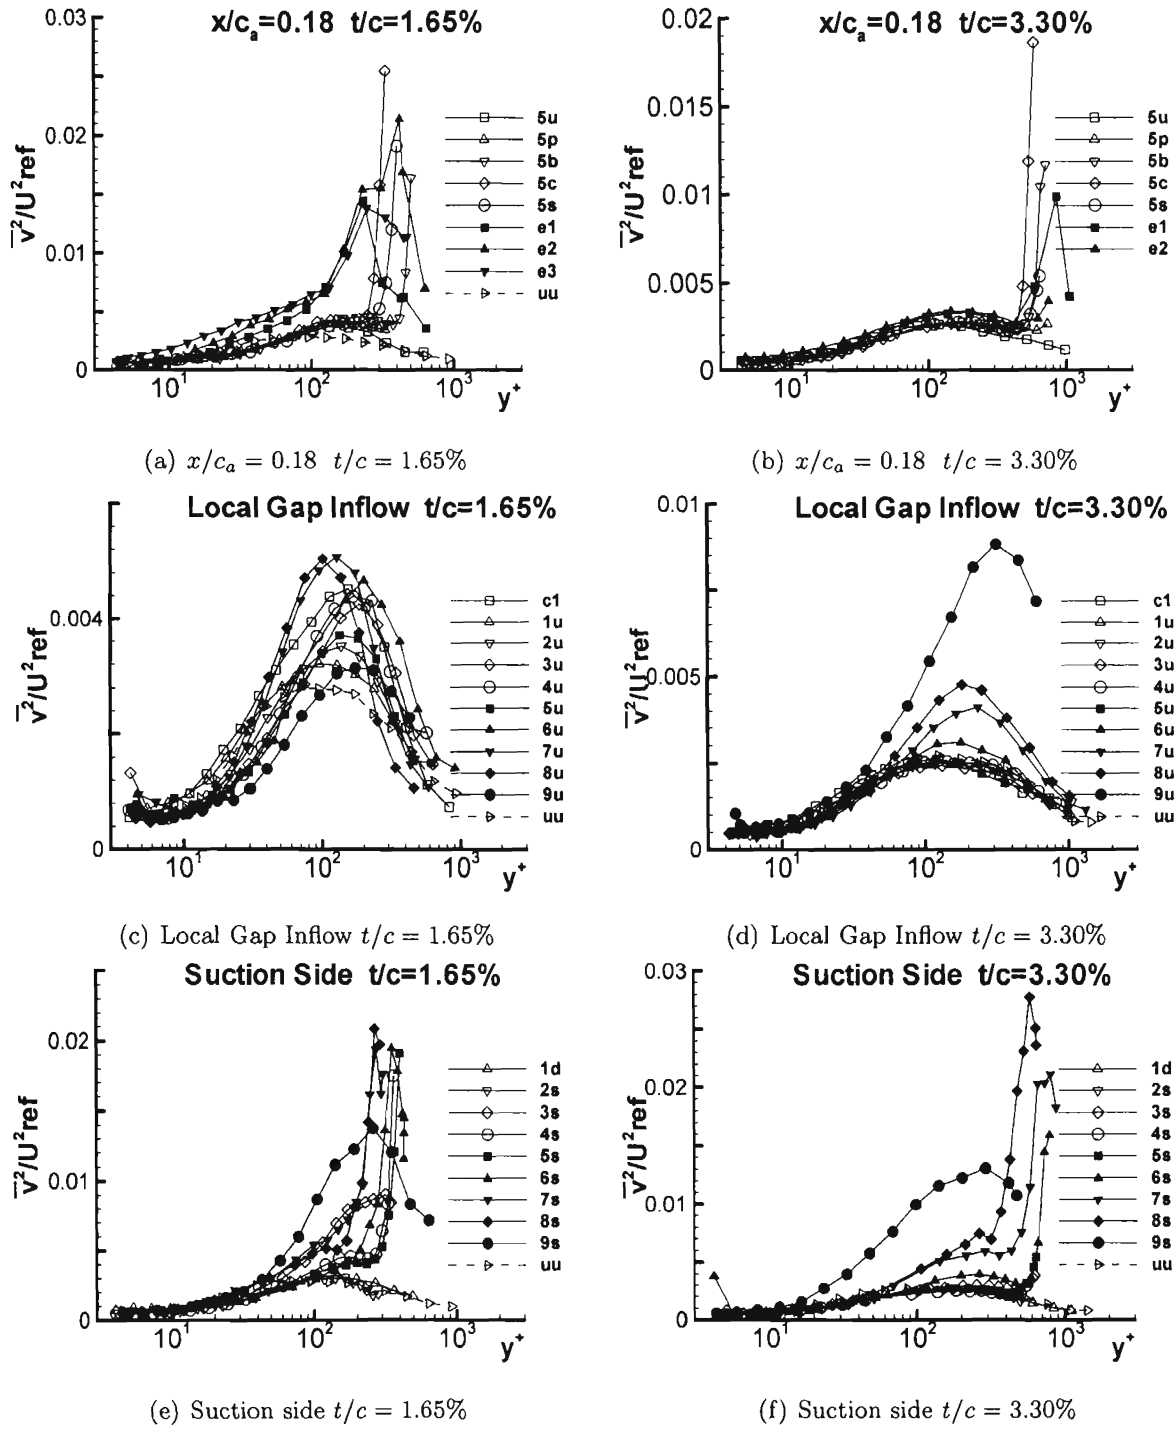 x/cₐ=0.18 t/c=1.65%
0.03
0.02
0.01
0
v̅²/U²ref
10¹
10²
10³
y⁺
5u
5p
5b
5c
5s
e1
e2
e3
uu
(a) x/cₐ = 0.18 t/c = 1.65%
x/cₐ=0.18 t/c=3.30%
0.02
0.015
0.01
0.005
0
v̅²/U²ref
10¹
10²
10³
y⁺
5u
5p
5b
5c
5s
e1
e2
(b) x/cₐ = 0.18 t/c = 3.30%
Local Gap Inflow t/c=1.65%
0.004
0
v̅²/U²ref
10¹
10²
10³
y⁺
c1
1u
2u
3u
4u
5u
6u
7u
8u
9u
uu
(c) Local Gap Inflow t/c = 1.65%
Local Gap Inflow t/c=3.30%
0.01
0.005
0
v̅²/U²ref
10¹
10²
10³
y⁺
c1
1u
2u
3u
4u
5u
6u
7u
8u
9u
uu
(d) Local Gap Inflow t/c = 3.30%
Suction Side t/c=1.65%
0.02
0.01
0
v̅²/U²ref
10¹
10²
10³
y⁺
1d
2s
3s
4s
5s
6s
7s
8s
9s
uu
(e) Suction side t/c = 1.65%
Suction Side t/c=3.30%
0.03
0.02
0.01
0
v̅²/U²ref
10¹
10²
10³
y⁺
1d
2s
3s
4s
5s
6s
7s
8s
9s
uu
(f) Suction side t/c = 3.30%